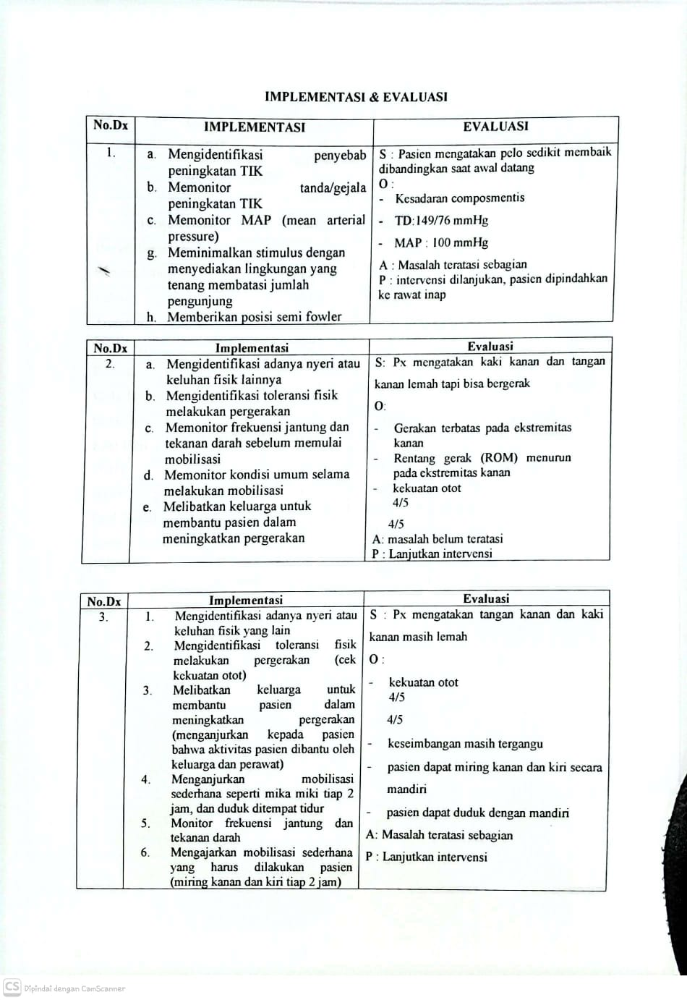 IMPLEMENTASI & EVALUASI
No.Dx IMPLEMENTASI EVALUASI
1.
a. Mengidentifikasi penyebab
peningkatan TIK
b. Memonitor tanda/gejala
peningkatan TIK
c. Memonitor MAP (mean arterial
pressure)
g. Meminimalkan stimulus dengan
menyediakan lingkungan yang
tenang membatasi jumlah
pengunjung
h. Memberikan posisi semi fowler
S : Pasien mengatakan pelo sedikit membaik
dibandingkan saat awal datang
O :
- Kesadaran composmentis
- TD:149/76 mmHg
- MAP : 100 mmHg
A : Masalah teratasi sebagian
P : intervensi dilanjukan, pasien dipindahkan
ke rawat inap
No.Dx Implementasi Evaluasi
2.
a. Mengidentifikasi adanya nyeri atau
keluhan fisik lainnya
b. Mengidentifikasi toleransi fisik
melakukan pergerakan
c. Memonitor frekuensi jantung dan
tekanan darah sebelum memulai
mobilisasi
d. Memonitor kondisi umum selama
melakukan mobilisasi
e. Melibatkan keluarga untuk
membantu pasien dalam
meningkatkan pergerakan
S: Px mengatakan kaki kanan dan tangan
kanan lemah tapi bisa bergerak
O:
- Gerakan terbatas pada ekstremitas
kanan
- Rentang gerak (ROM) menurun
pada ekstremitas kanan
- kekuatan otot
4/5
4/5
A: masalah belum teratasi
P : Lanjutkan intervensi
No.Dx Implementasi Evaluasi
3.
1. Mengidentifikasi adanya nyeri atau
keluhan fisik yang lain
2. Mengidentifikasi toleransi fisik
melakukan pergerakan (cek
kekuatan otot)
3. Melibatkan keluarga untuk
membantu pasien dalam
meningkatkan pergerakan
(menganjurkan kepada pasien
bahwa aktivitas pasien dibantu oleh
keluarga dan perawat)
4. Menganjurkan mobilisasi
sederhana seperti mika miki tiap 2
jam, dan duduk ditempat tidur
5. Monitor frekuensi jantung dan
tekanan darah
6. Mengajarkan mobilisasi sederhana
yang harus dilakukan pasien
(miring kanan dan kiri tiap 2 jam)
S : Px mengatakan tangan kanan dan kaki
kanan masih lemah
O :
- kekuatan otot
4/5
4/5
- keseimbangan masih tergangu
- pasien dapat miring kanan dan kiri secara
mandiri
- pasien dapat duduk dengan mandiri
A: Masalah teratasi sebagian
P : Lanjutkan intervensi
CS Dipindai dengan CamScanner